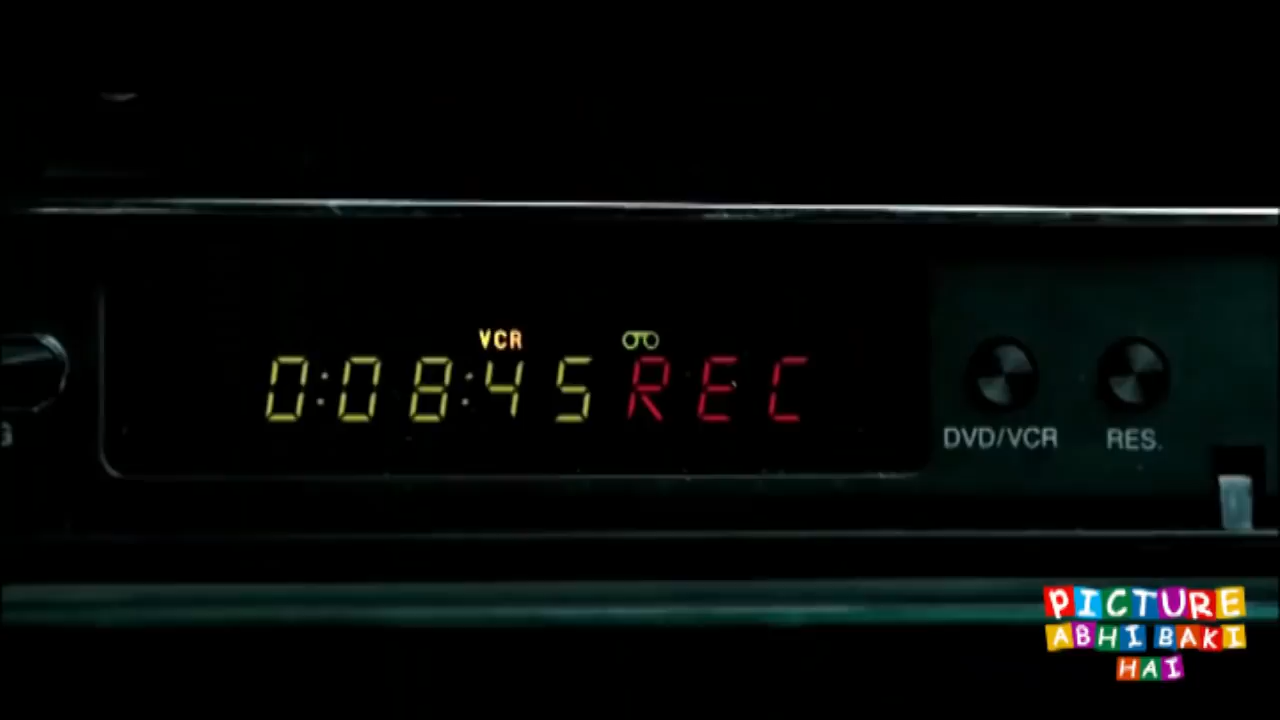 VCR
0:08:45 REC
DVD/VCR
RES.
PICTURE
ABHI BAKI
HAI